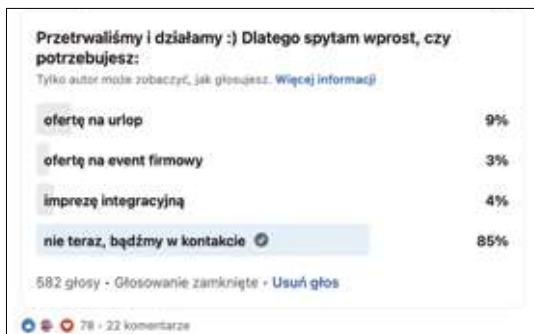 Przetrwaliśmy i działamy :) Dlatego spytam wprost, czy
potrzebujesz:
Tylko autor może zobaczyć, jak głosujesz. Więcej informacji
ofertę na urlop 9%
ofertę na event firmowy 3%
imprezę integracyjną 4%
nie teraz, bądźmy w kontakcie 85%
582 głosy • Głosowanie zamknięte • Usuń głos
78 · 22 komentarze